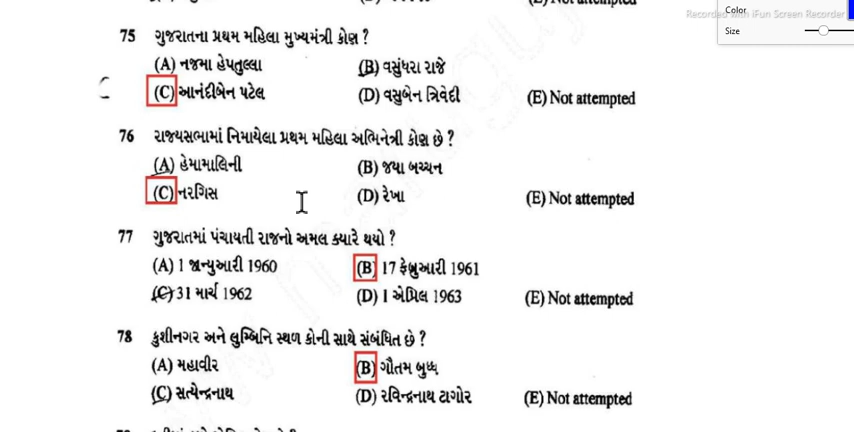 (E) Not attempted
Color
Recorded with iFun Screen Recorder
Size
75 ગુજરાતના પ્રથમ મહિલા મુખ્યમંત્રી કોણ ?
(A) નજમા હેપતુલ્લા (B) વસુંધરા રાજે
(C) આનંદીબેન પટેલ (D) વસુબેન ત્રિવેદી (E) Not attempted
76 રાજ્યસભામાં નિમાયેલા પ્રથમ મહિલા અભિનેત્રી કોણ છે ?
(A) હેમામાલિની (B) જયા બચ્ચન
(C) નરગિસ (D) રેખા (E) Not attempted
77 ગુજરાતમાં પંચાયતી રાજનો અમલ ક્યારે થયો ?
(A) 1 જાન્યુઆરી 1960 (B) 17 ફેબ્રુઆરી 1961
(C) 31 માર્ચ 1962 (D) 1 એપ્રિલ 1963 (E) Not attempted
78 કુશીનગર અને લુમ્બિનિ સ્થળ કોની સાથે સંબંધિત છે ?
(A) મહાવીર (B) ગૌતમ બુધ્ધ
(C) સત્યેન્દ્રનાથ (D) રવિન્દ્રનાથ ટાગોર (E) Not attempted